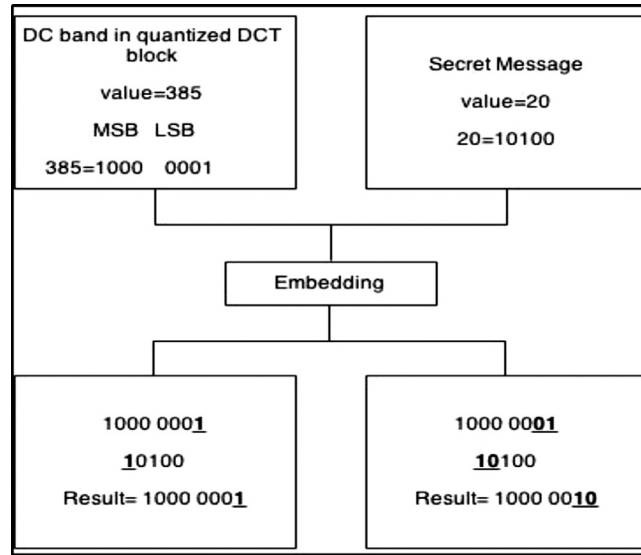 DC band in quantized DCT
block
value=385
MSB LSB
385=1000 0001
Secret Message
value=20
20=10100
Embedding
1000 0001
10100
Result= 1000 0001
1000 0001
10100
Result= 1000 0010